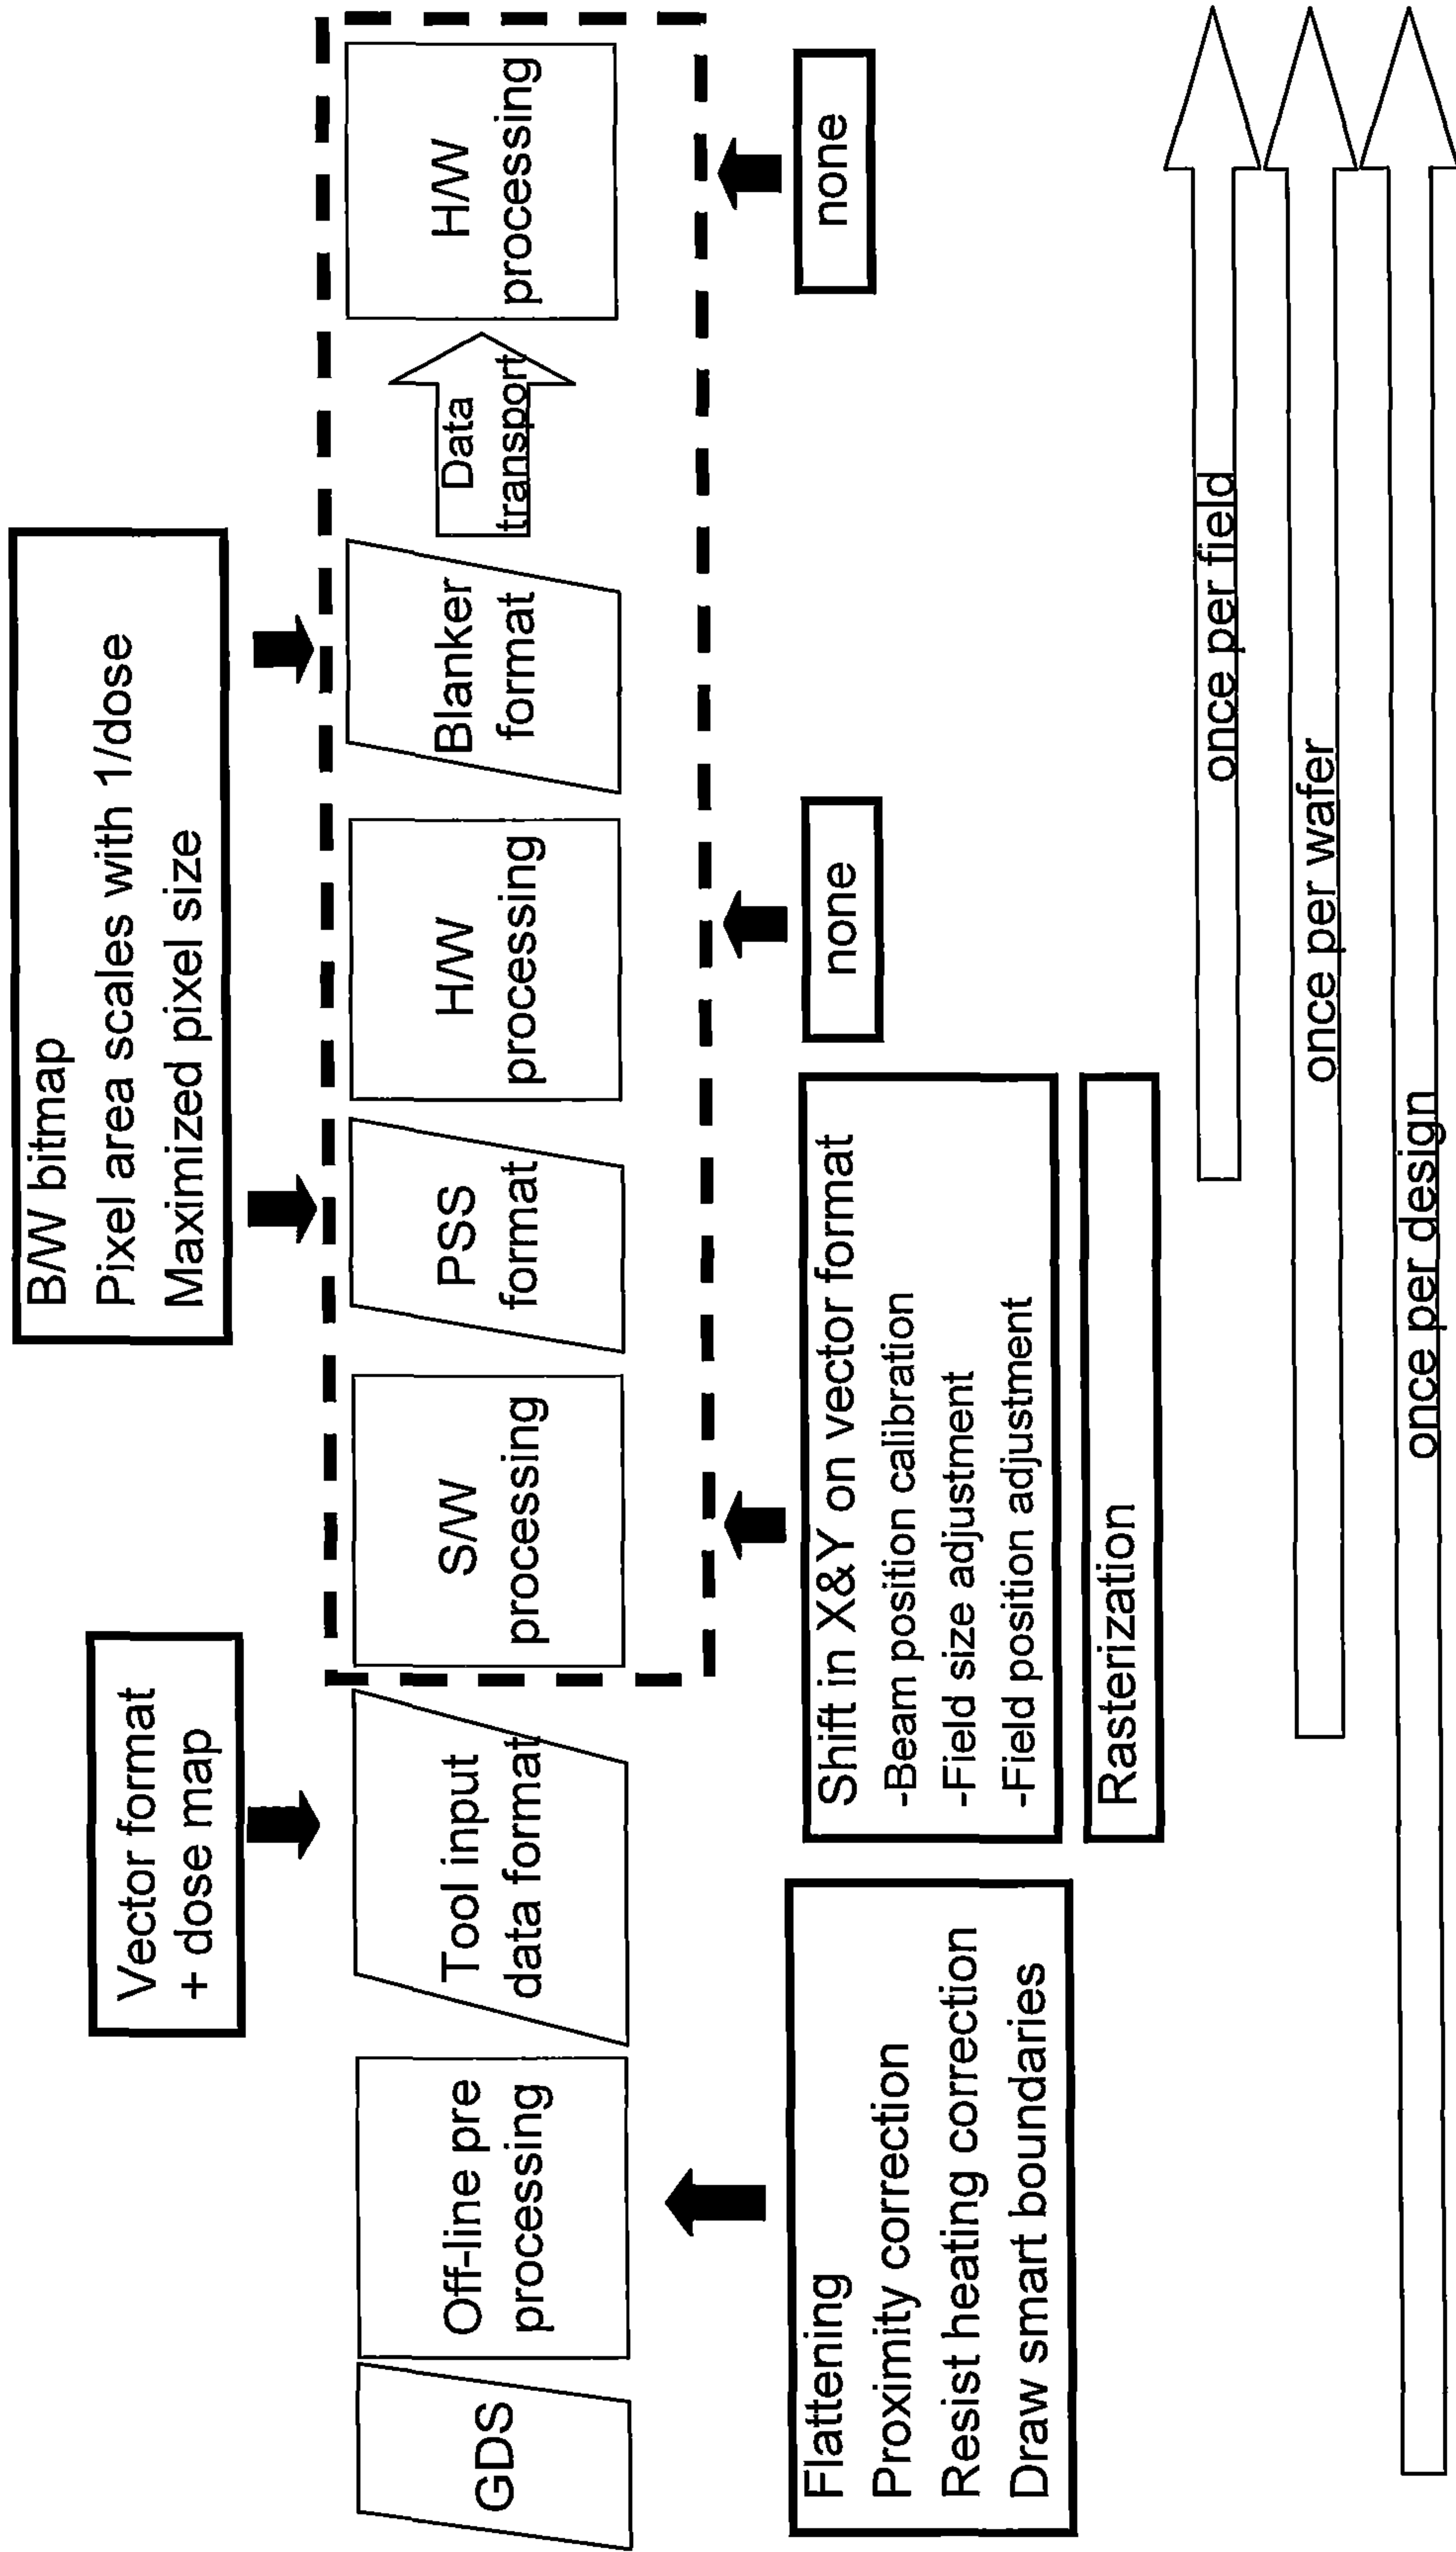 Vector format
+ dose map
B/W bitmap
Pixel area scales with 1/dose
Maximized pixel size
GDS
Off-line pre
processing
Tool input
data format
S/W
processing
PSS
format
H/W
processing
Blanker
format
Data
transport
H/W
processing
Flattening
Proximity correction
Resist heating correction
Draw smart boundaries
Shift in X&Y on vector format
-Beam position calibration
-Field size adjustment
-Field position adjustment
Rasterization
none
none
once per field
once per wafer
once per design